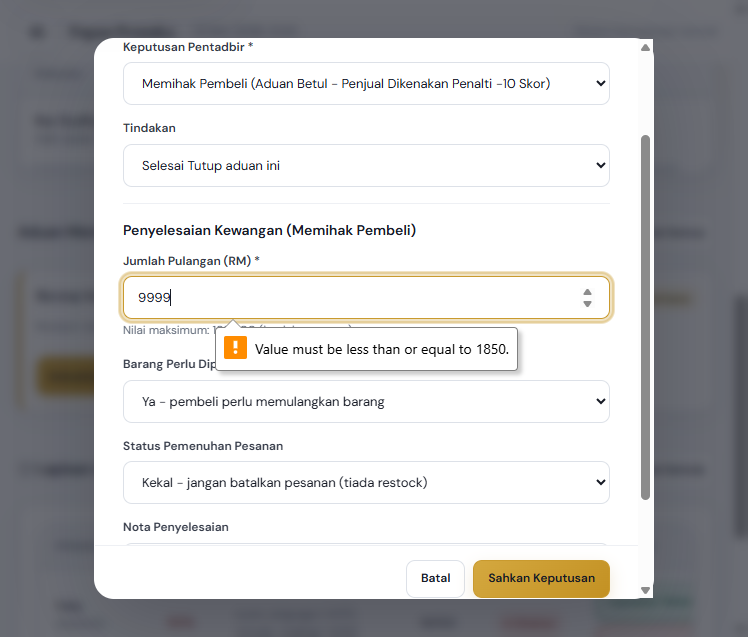 Keputusan Pentadbir *
Memihak Pembeli (Aduan Betul - Penjual Dikenakan Penalti -10 Skor)
Tindakan
Selesai Tutup aduan ini
Penyelesaian Kewangan (Memihak Pembeli)
Jumlah Pulangan (RM) *
9999
Nilai maksimum:
Value must be less than or equal to 1850.
Barang Perlu
Ya - pembeli perlu memulangkan barang
Status Pemenuhan Pesanan
Kekal - jangan batalkan pesanan (tiada restock)
Nota Penyelesaian
Batal
Sahkan Keputusan